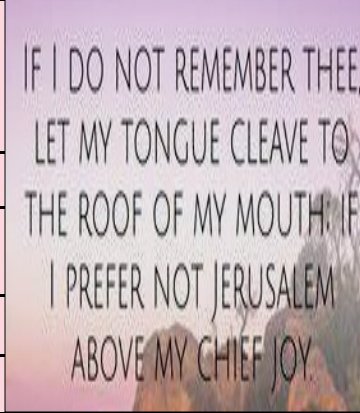 IF I DO NOT REMEMBER THEE,
LET MY TONGUE CLEAVE TO
THE ROOF OF MY MOUTH; IF
I PREFER NOT JERUSALEM
ABOVE MY CHIEF JOY.